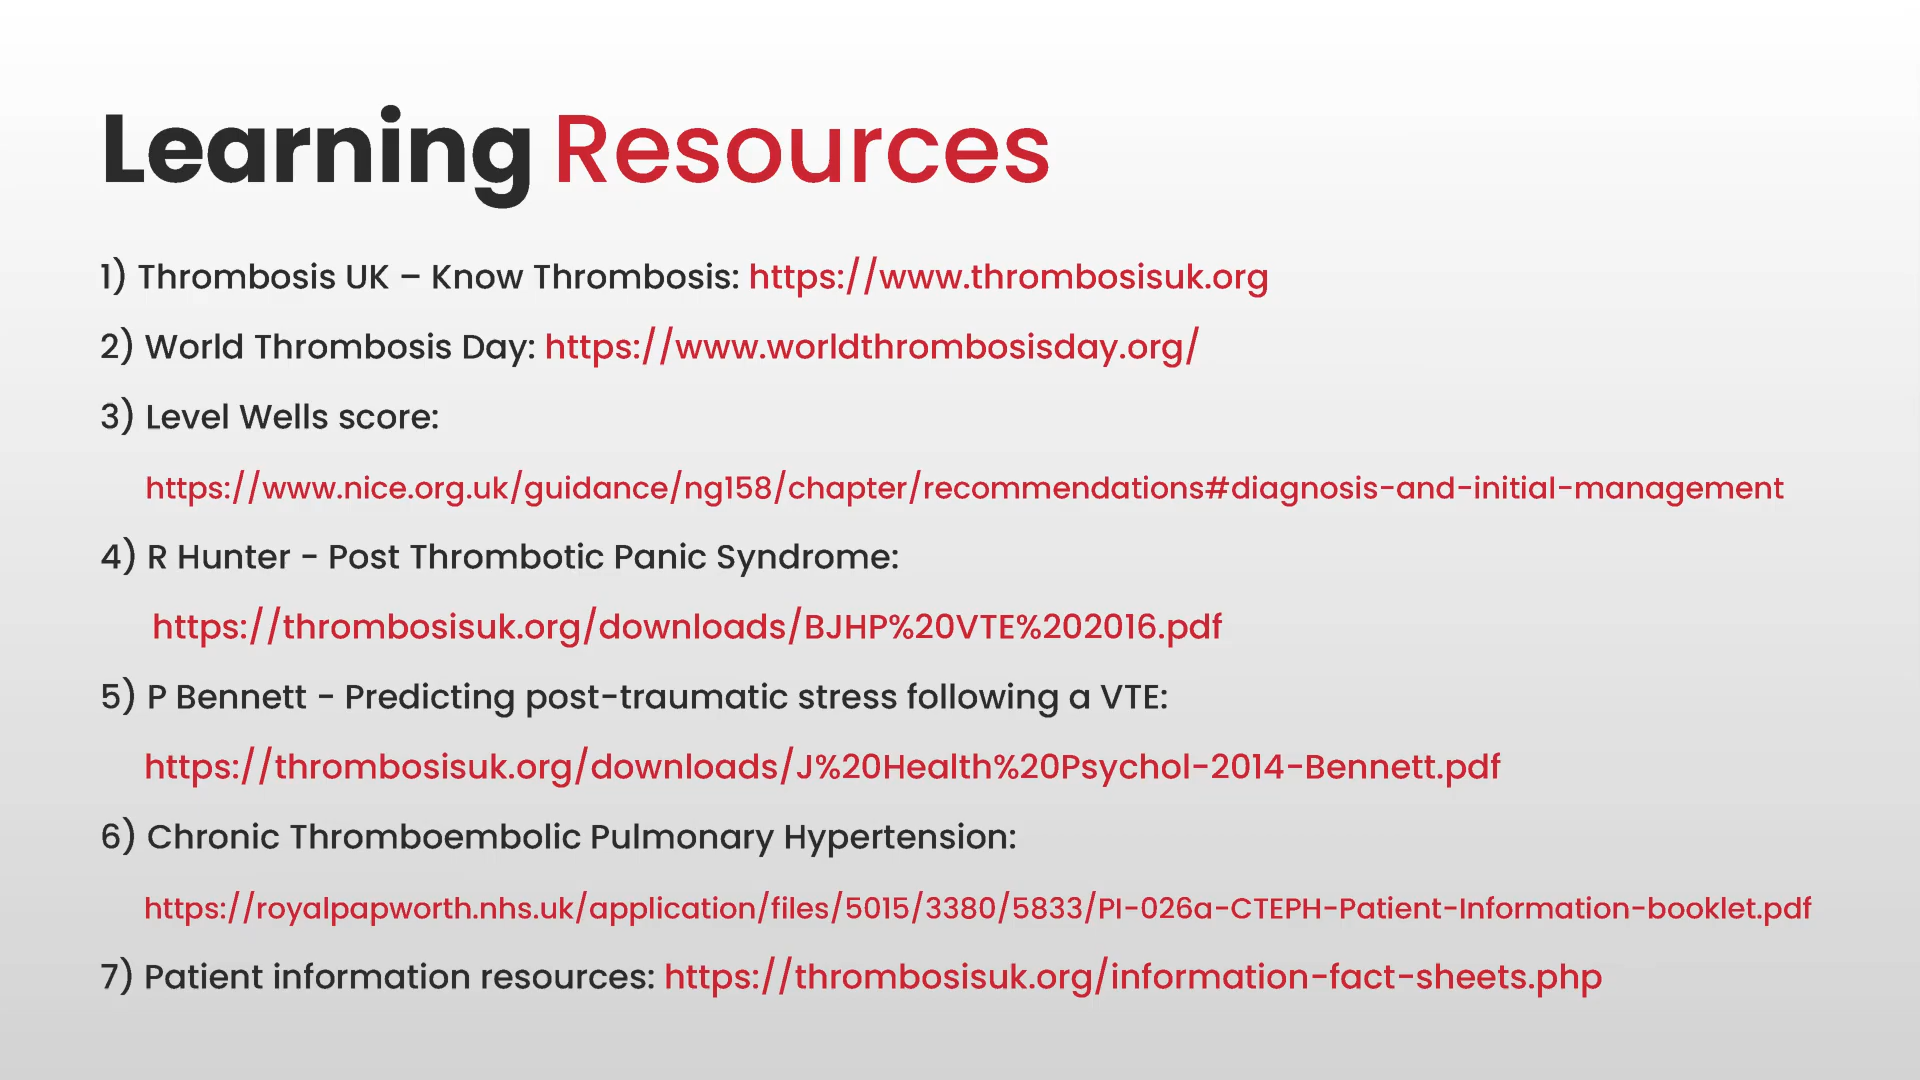 Learning Resources
1) Thrombosis UK – Know Thrombosis: https://www.thrombosisuk.org
2) World Thrombosis Day: https://www.worldthrombosisday.org/
3) Level Wells score:
https://www.nice.org.uk/guidance/ng158/chapter/recommendations#diagnosis-and-initial-management
4) R Hunter - Post Thrombotic Panic Syndrome:
https://thrombosisuk.org/downloads/BJHP%20VTE%202016.pdf
5) P Bennett - Predicting post-traumatic stress following a VTE:
https://thrombosisuk.org/downloads/J%20Health%20Psychol-2014-Bennett.pdf
6) Chronic Thromboembolic Pulmonary Hypertension:
https://royalpapworth.nhs.uk/application/files/5015/3380/5833/PI-026a-CTEPH-Patient-Information-booklet.pdf
7) Patient information resources: https://thrombosisuk.org/information-fact-sheets.php